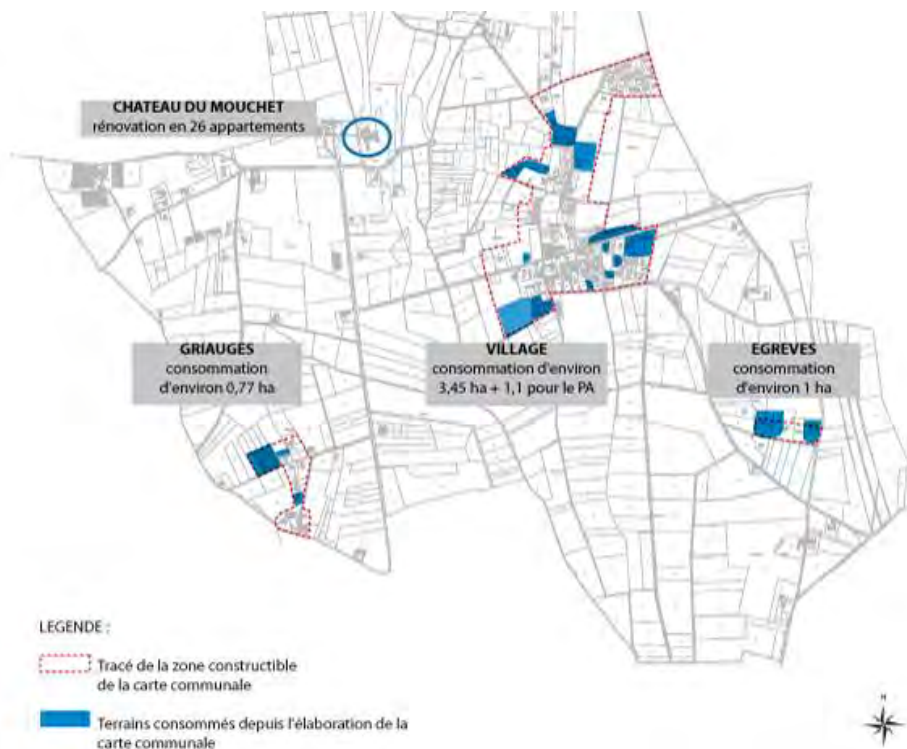 CHATEAU DU MOUCHET
rénovation en 26 appartements
GRIAUGES
consommation
d'environ 0,77 ha
VILLAGE
consommation d'environ
3,45 ha + 1,1 pour le PA
EGREVES
consommation
d'environ 1 ha
LEGENDE :
Tracé de la zone constructible
de la carte communale
Terrains consommés depuis l'élaboration de la
carte communale
N